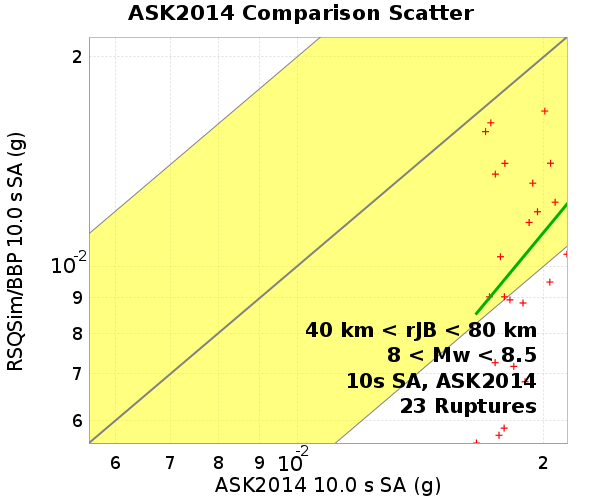 ASK2014 Comparison Scatter
RSQSim/BBP 10.0 s SA (g)
2
10-2
9
8
7
6
40 km < rJB < 80 km
8 < Mw < 8.5
10s SA, ASK2014
23 Ruptures
6 7 8 9 10-2 2
ASK2014 10.0 s SA (g)